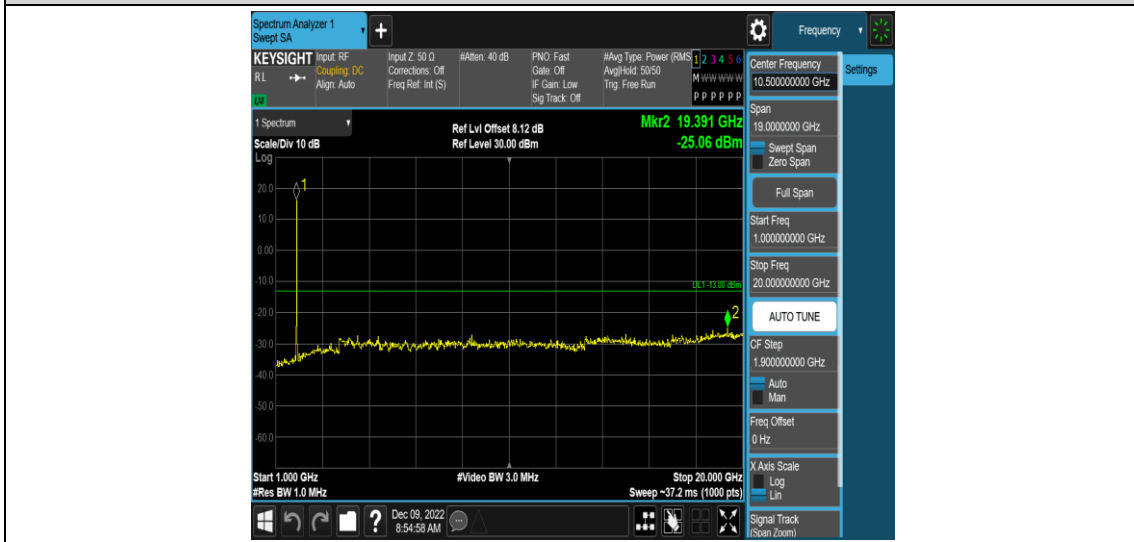 Spectrum Analyzer 1
Swept SA
+
Frequency
KEYSIGHT
RL
Input: RF
Coupling: DC
Align: Auto
Input Z: 50 Ω
Corrections: Off
Freq Ref: Int (S)
#Atten: 40 dB
PNO: Fast
Gate: Off
IF Gain: Low
Sig Track: Off
#Avg Type: Power (RMS
Avg|Hold: 50/50
Trig: Free Run
1 2 3 4 5 6
M W W W W W
P P P P P P
1 Spectrum
Scale/Div 10 dB
Log
Ref Lvl Offset 8.12 dB
Ref Level 30.00 dBm
Mkr2 19.391 GHz
-25.06 dBm
20.0
10.0
0.00
-10.0
-20.0
-30.0
-40.0
-50.0
-60.0
1
DL1 -13.00 dBm
2
Start 1.000 GHz
#Res BW 1.0 MHz
#Video BW 3.0 MHz
Stop 20.000 GHz
Sweep ~37.2 ms (1000 pts)
?
Dec 09, 2022
8:54:58 AM
Center Frequency
10.500000000 GHz
Settings
Span
19.0000000 GHz
Swept Span
Zero Span
Full Span
Start Freq
1.000000000 GHz
Stop Freq
20.000000000 GHz
AUTO TUNE
CF Step
1.900000000 GHz
Auto
Man
Freq Offset
0 Hz
X Axis Scale
Log
Lin
Signal Track
(Span Zoom)